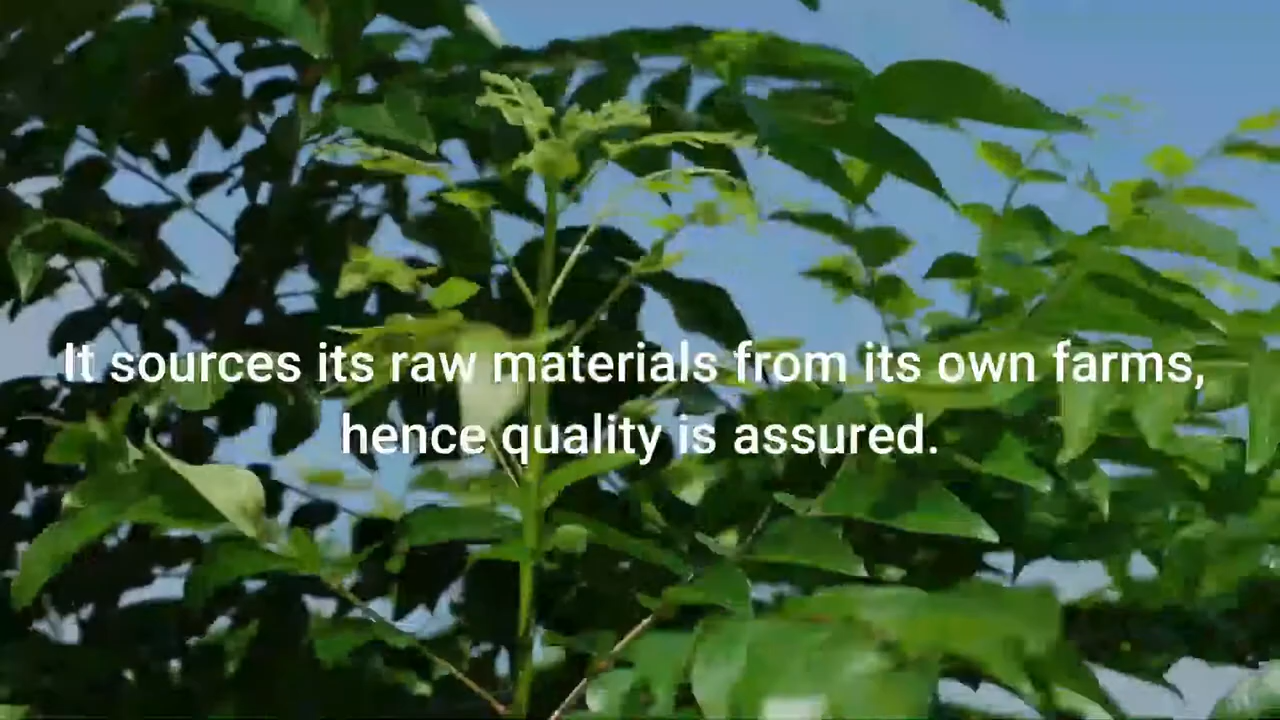 It sources its raw materials from its own farms,
hence quality is assured.